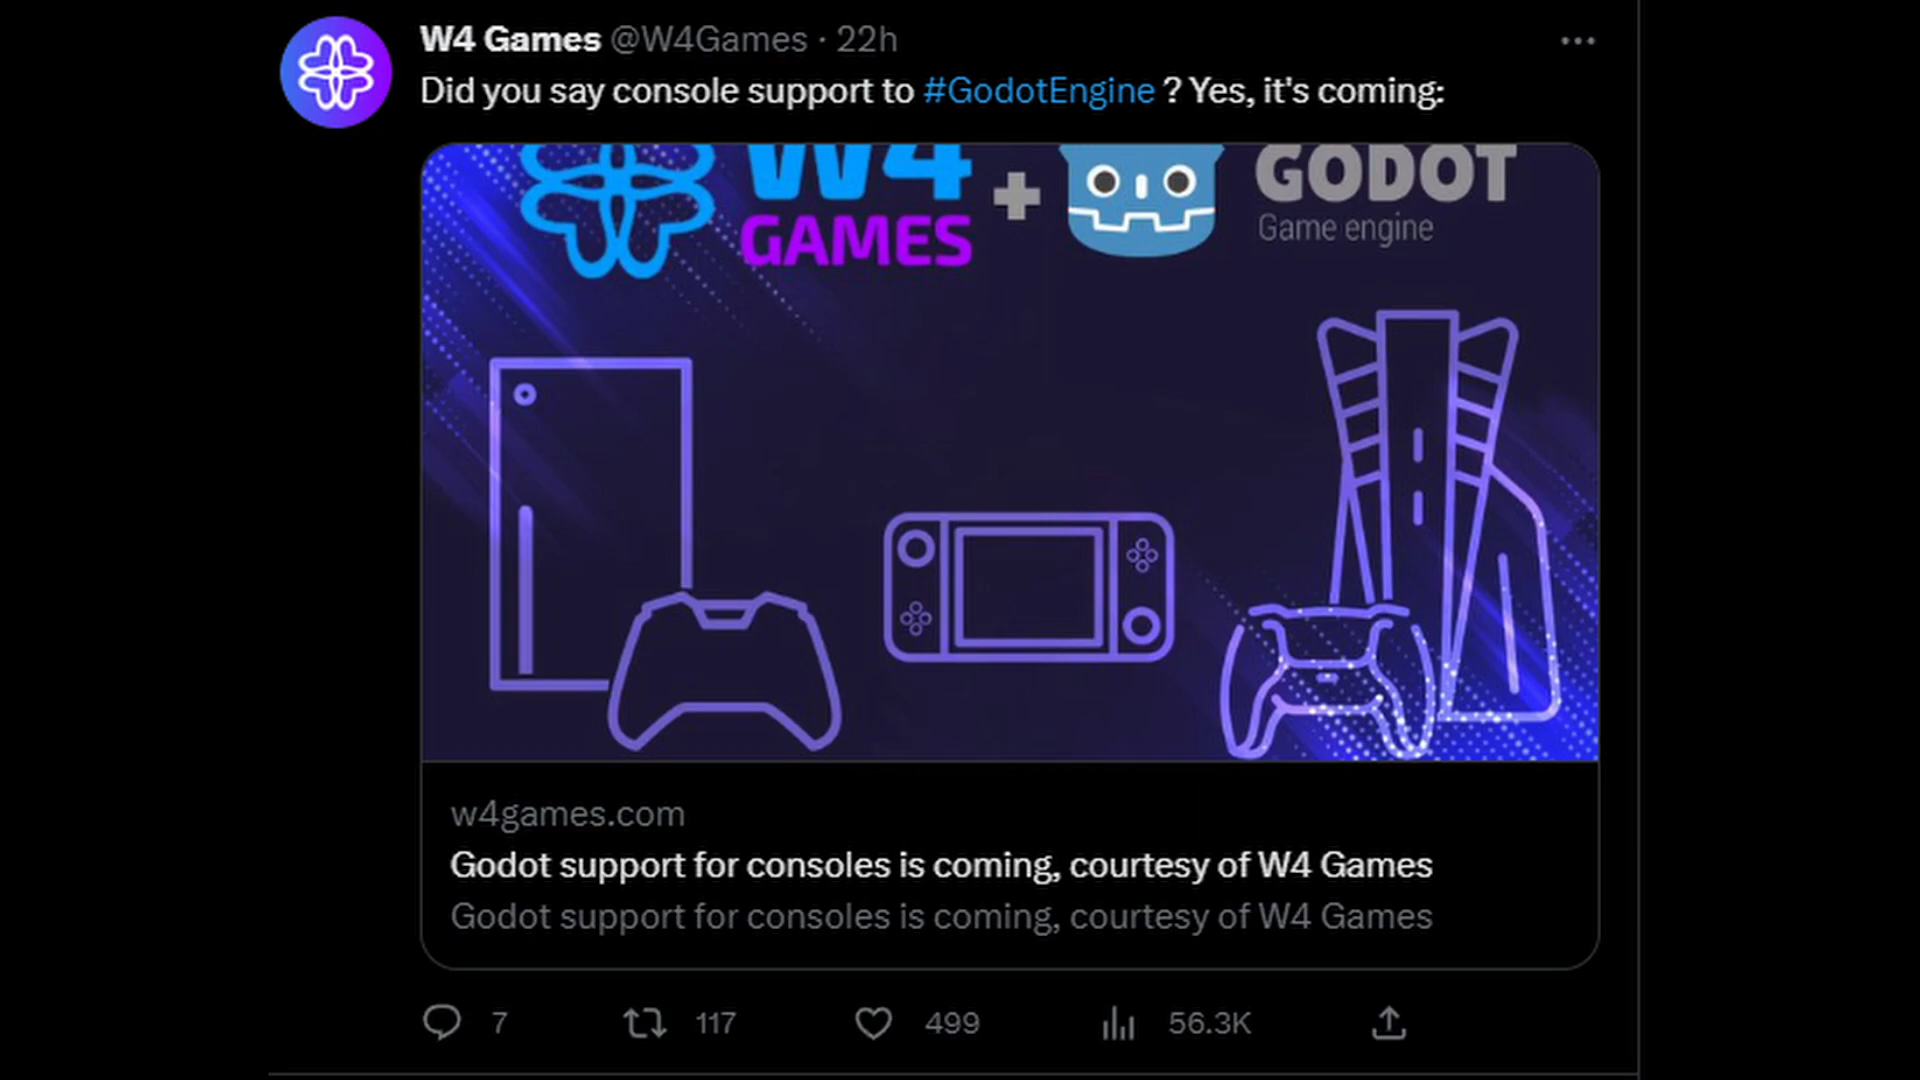 W4 Games @W4Games · 22h
Did you say console support to #GodotEngine ? Yes, it's coming:
W4 GAMES
+
GODOT
Game engine
w4games.com
Godot support for consoles is coming, courtesy of W4 Games
Godot support for consoles is coming, courtesy of W4 Games
7 117 499 56.3K